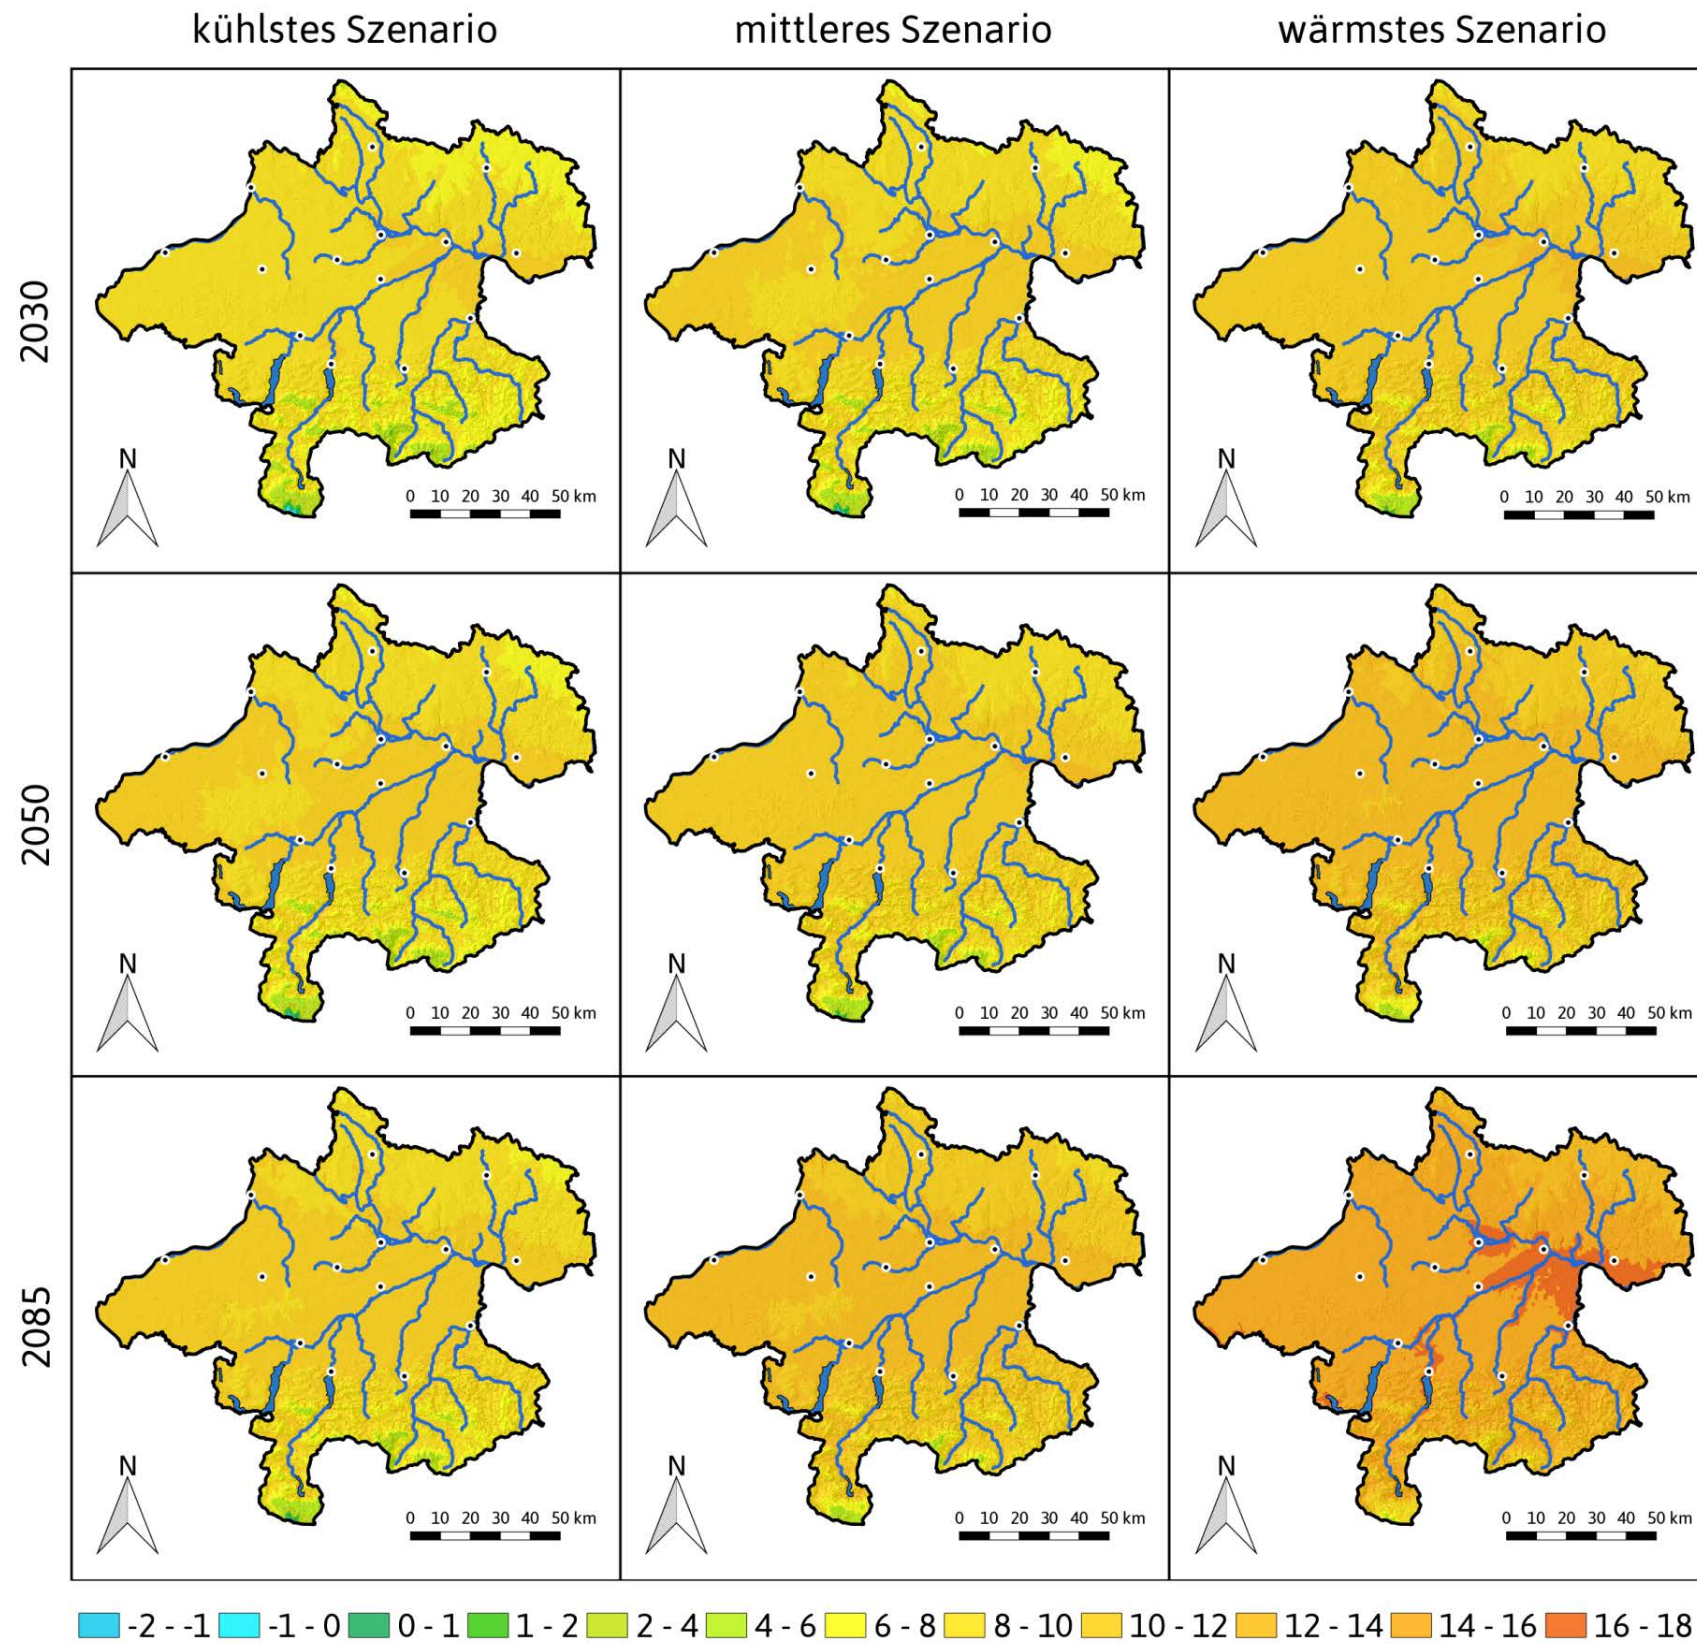 kühlstes Szenario mittleres Szenario wärmstes Szenario
2030
N N N
0 10 20 30 40 50 km 0 10 20 30 40 50 km 0 10 20 30 40 50 km
2050
N N N
0 10 20 30 40 50 km 0 10 20 30 40 50 km 0 10 20 30 40 50 km
2085
N N N
0 10 20 30 40 50 km 0 10 20 30 40 50 km 0 10 20 30 40 50 km
-2 - -1 -1 - 0 0 - 1 1 - 2 2 - 4 4 - 6 6 - 8 8 - 10 10 - 12 12 - 14 14 - 16 16 - 18